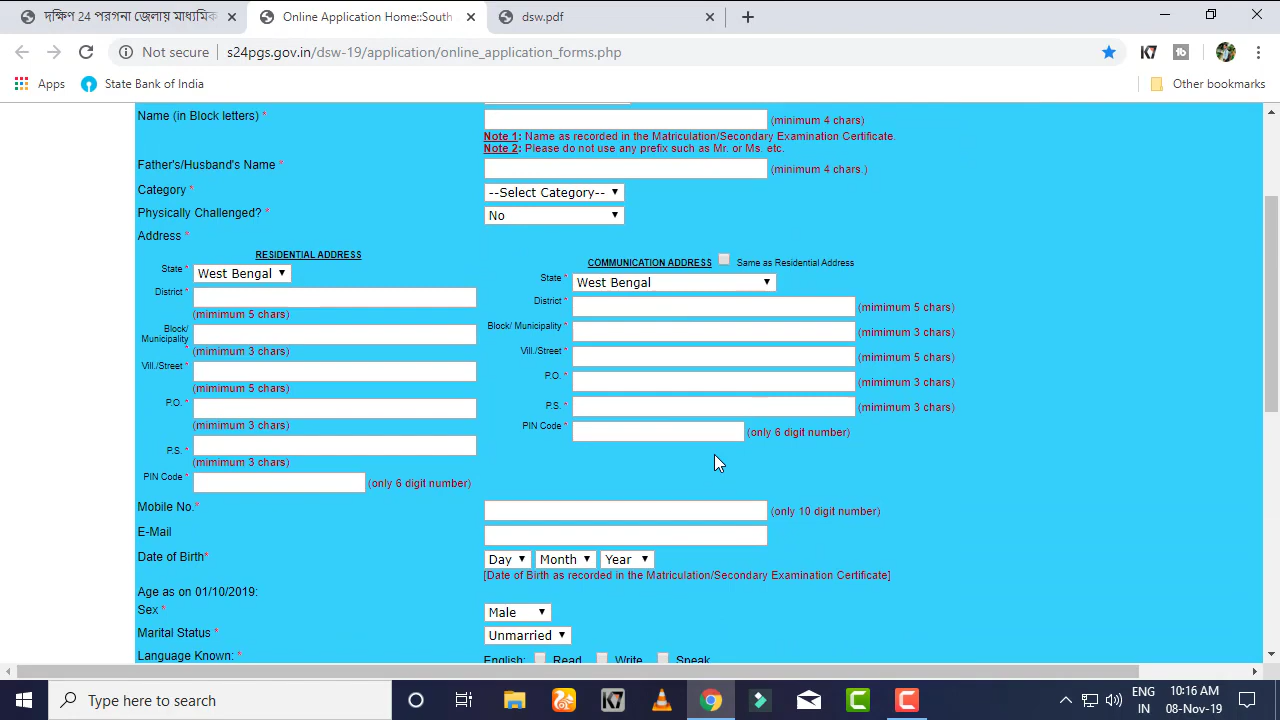 দক্ষিণ 24 পরগনা জেলায় মাধ্যমিক
Online Application Home::South
dsw.pdf
Not secure
s24pgs.gov.in/dsw-19/application/online_application_forms.php
Apps
State Bank of India
Other bookmarks
Name (in Block letters) *
(minimum 4 chars)
Note 1: Name as recorded in the Matriculation/Secondary Examination Certificate.
Note 2: Please do not use any prefix such as Mr. or Ms. etc.
Father's/Husband's Name *
(minimum 4 chars.)
Category *
--Select Category--
Physically Challenged? *
No
Address *
RESIDENTIAL ADDRESS
State *
West Bengal
District *
(mimimum 5 chars)
Block/ Municipality *
(mimimum 3 chars)
Vill./Street *
(mimimum 5 chars)
P.O. *
(mimimum 3 chars)
P.S. *
(mimimum 3 chars)
PIN Code *
(only 6 digit number)
COMMUNICATION ADDRESS
Same as Residential Address
State *
West Bengal
District *
(mimimum 5 chars)
Block/ Municipality *
(mimimum 3 chars)
Vill./Street *
(mimimum 5 chars)
P.O. *
(mimimum 3 chars)
P.S. *
(mimimum 3 chars)
PIN Code *
(only 6 digit number)
Mobile No.*
(only 10 digit number)
E-Mail
Date of Birth*
Day Month Year
[Date of Birth as recorded in the Matriculation/Secondary Examination Certificate]
Age as on 01/10/2019:
Sex *
Male
Marital Status *
Unmarried
Language Known: *
English: Read Write Speak
Type here to search
ENG
IN
10:16 AM
08-Nov-19